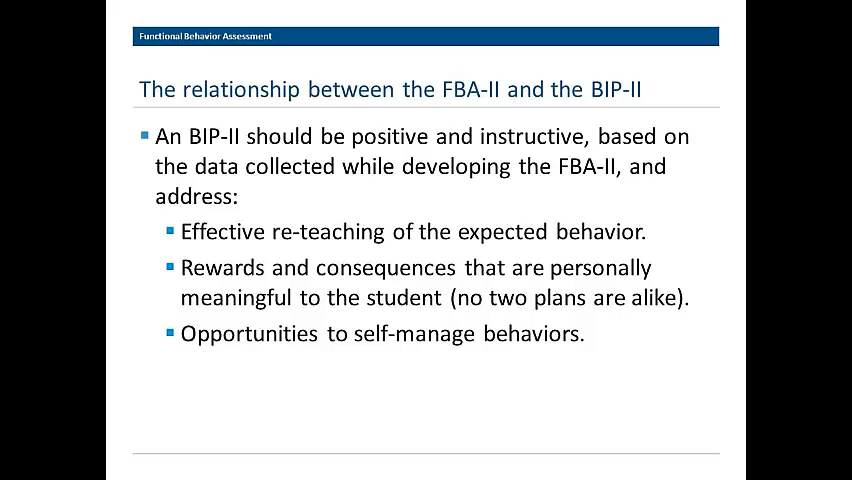 Functional Behavior Assessment
The relationship between the FBA-II and the BIP-II
An BIP-II should be positive and instructive, based on
the data collected while developing the FBA-II, and
address:
Effective re-teaching of the expected behavior.
Rewards and consequences that are personally
meaningful to the student (no two plans are alike).
Opportunities to self-manage behaviors.